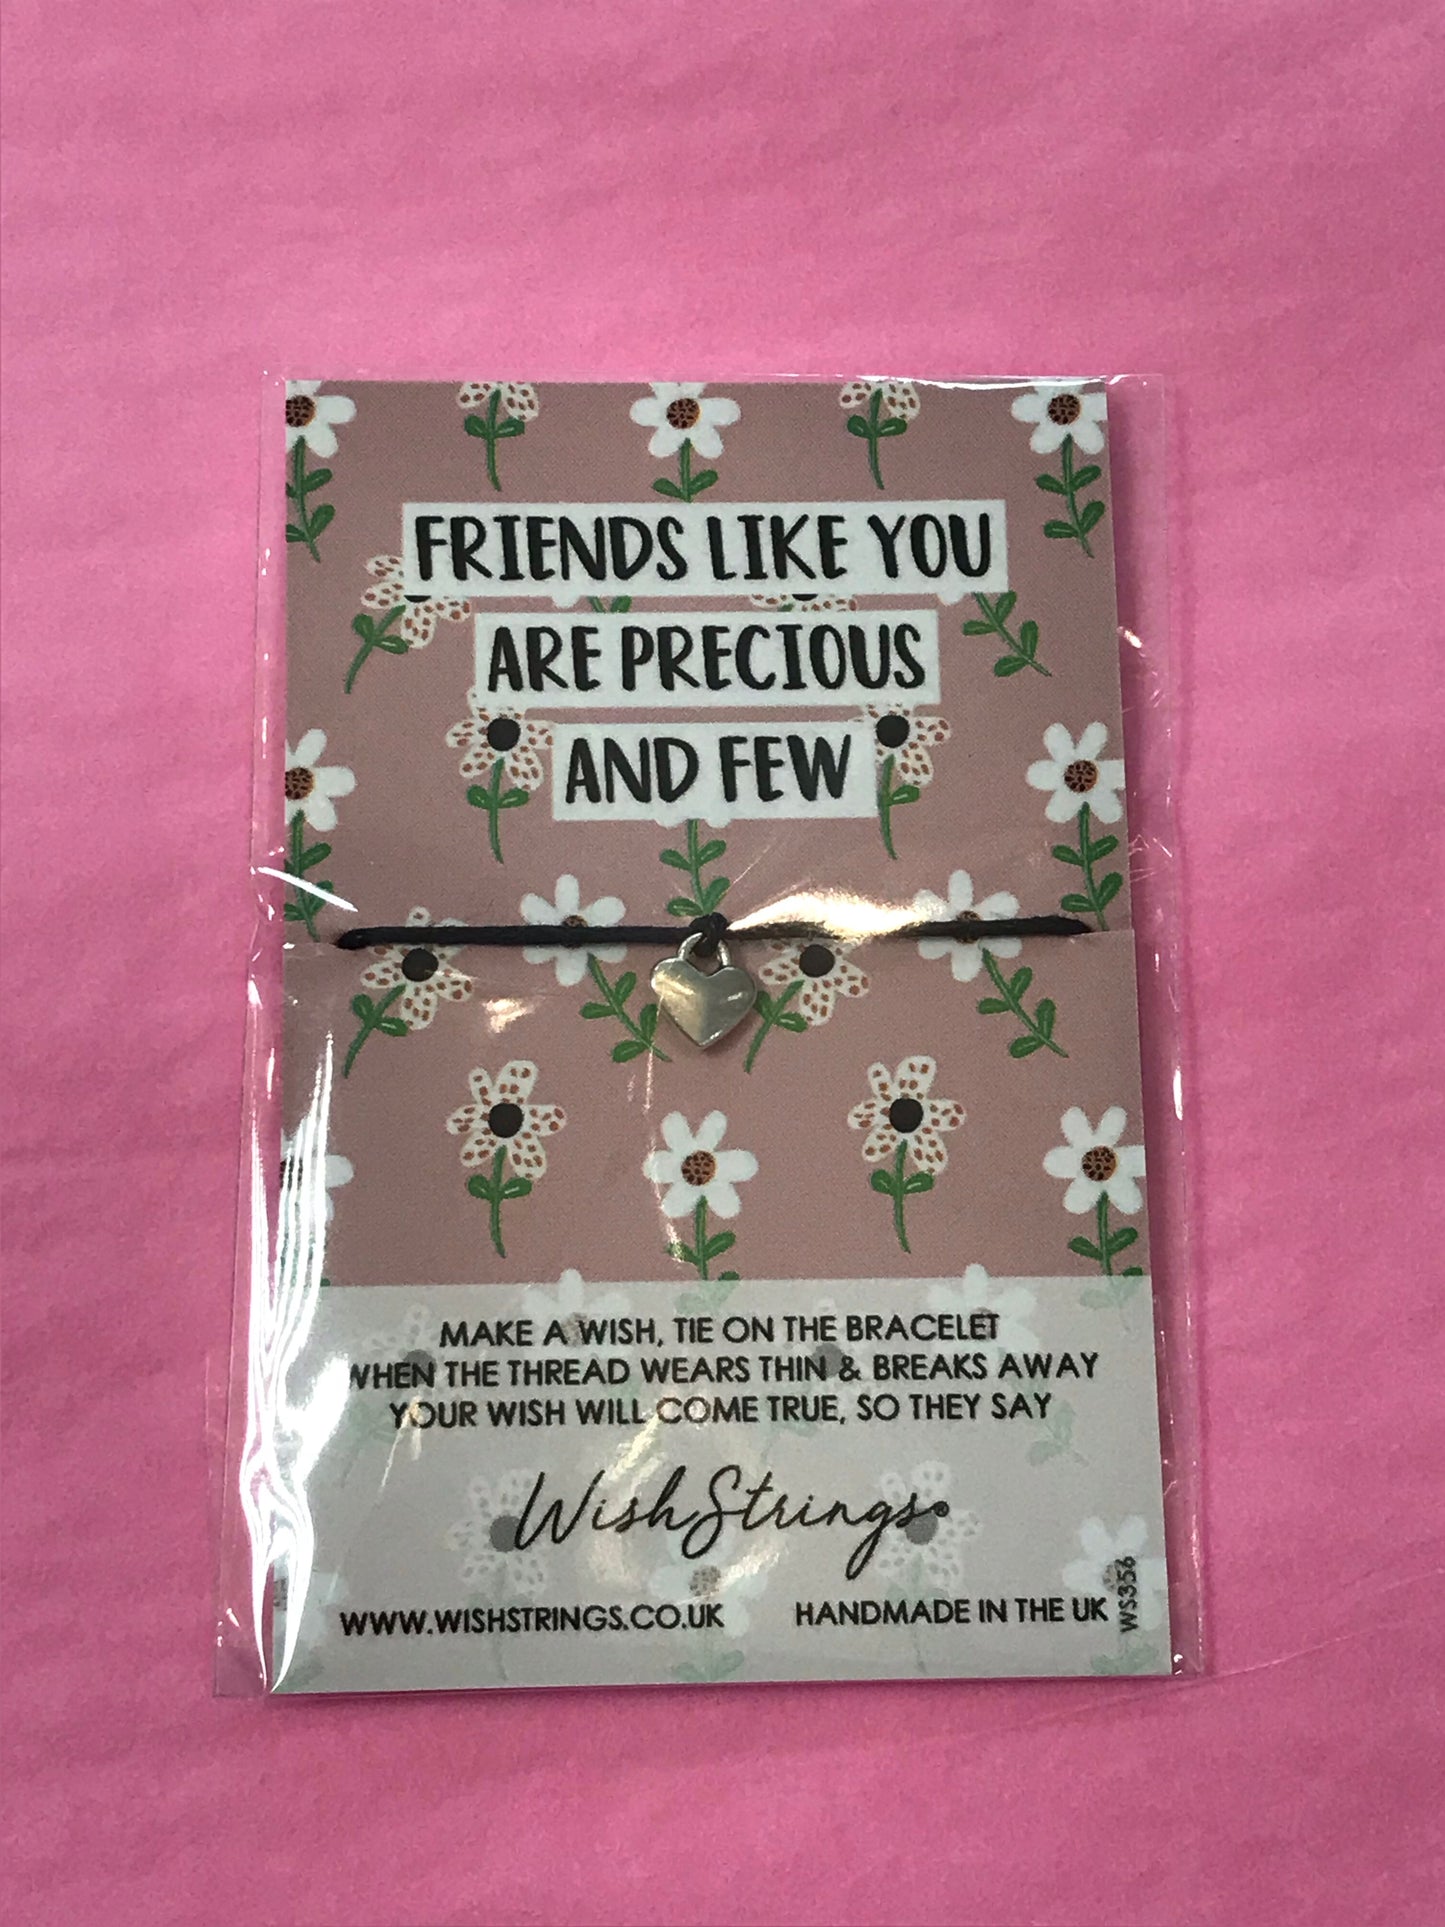 FRIENDS LIKE YOU
ARE PRECIOUS
AND FEW
MAKE A WISH, TIE ON THE BRACELET
WHEN THE THREAD WEARS THIN & BREAKS AWAY
YOUR WISH WILL COME TRUE, SO THEY SAY
WishStrings®
WWW.WISHSTRINGS.CO.UK HANDMADE IN THE UK
WS356